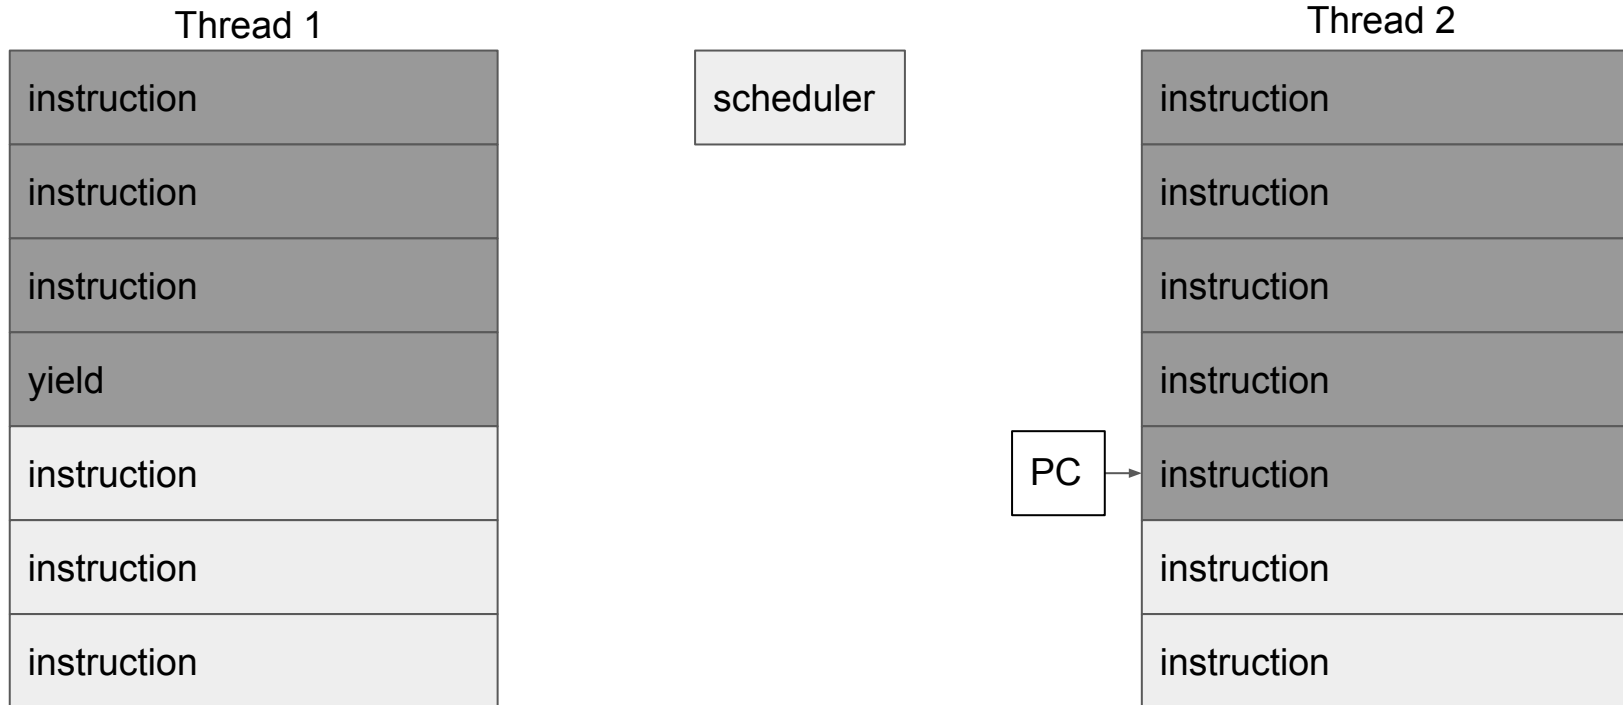 Thread 1
instruction
instruction
instruction
yield
instruction
instruction
instruction
scheduler
PC
Thread 2
instruction
instruction
instruction
instruction
instruction
instruction
instruction